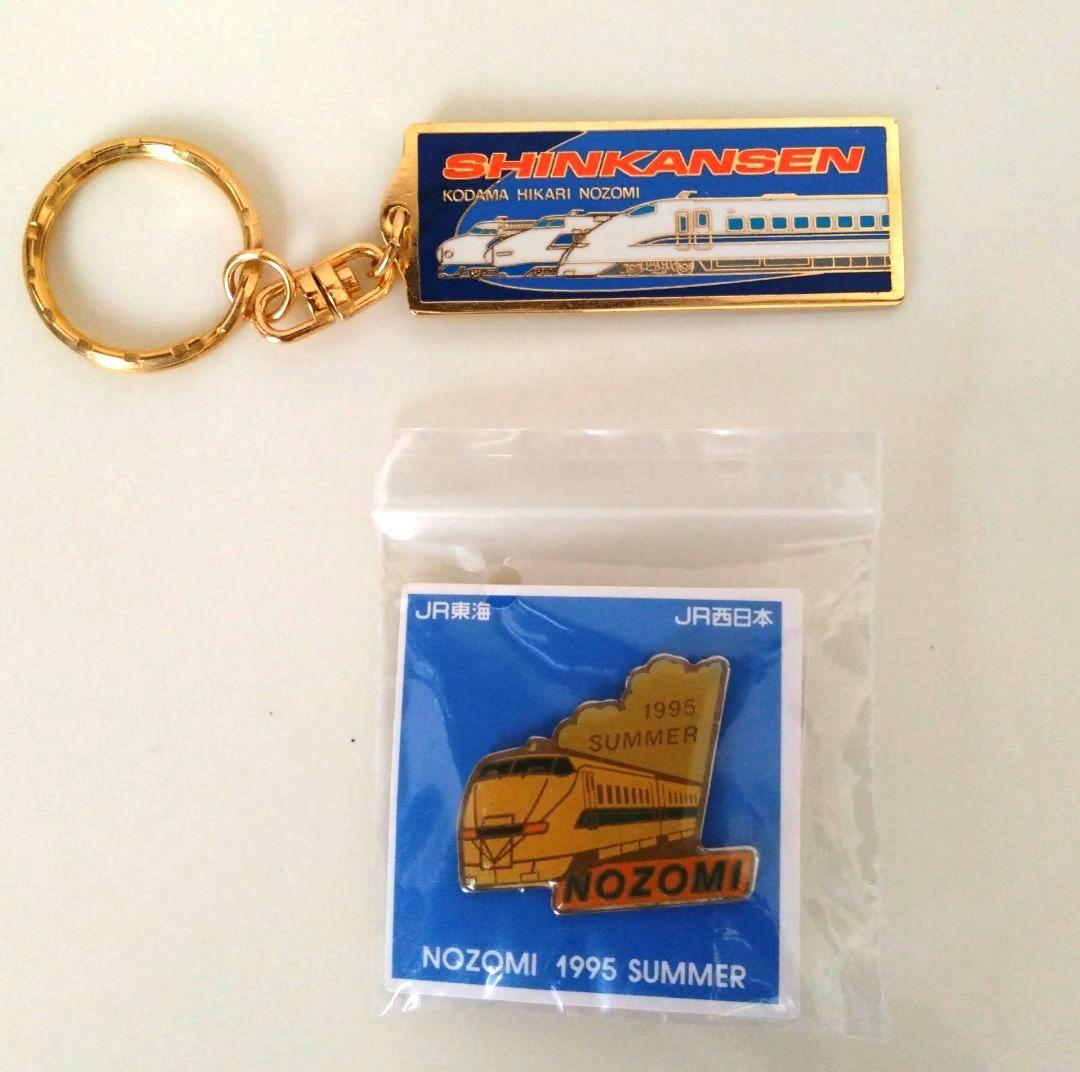 SHINKANSEN
KODAMA HIKARI NOZOMI
JR東海 JR西日本
1995
SUMMER
NOZOMI
NOZOMI 1995 SUMMER